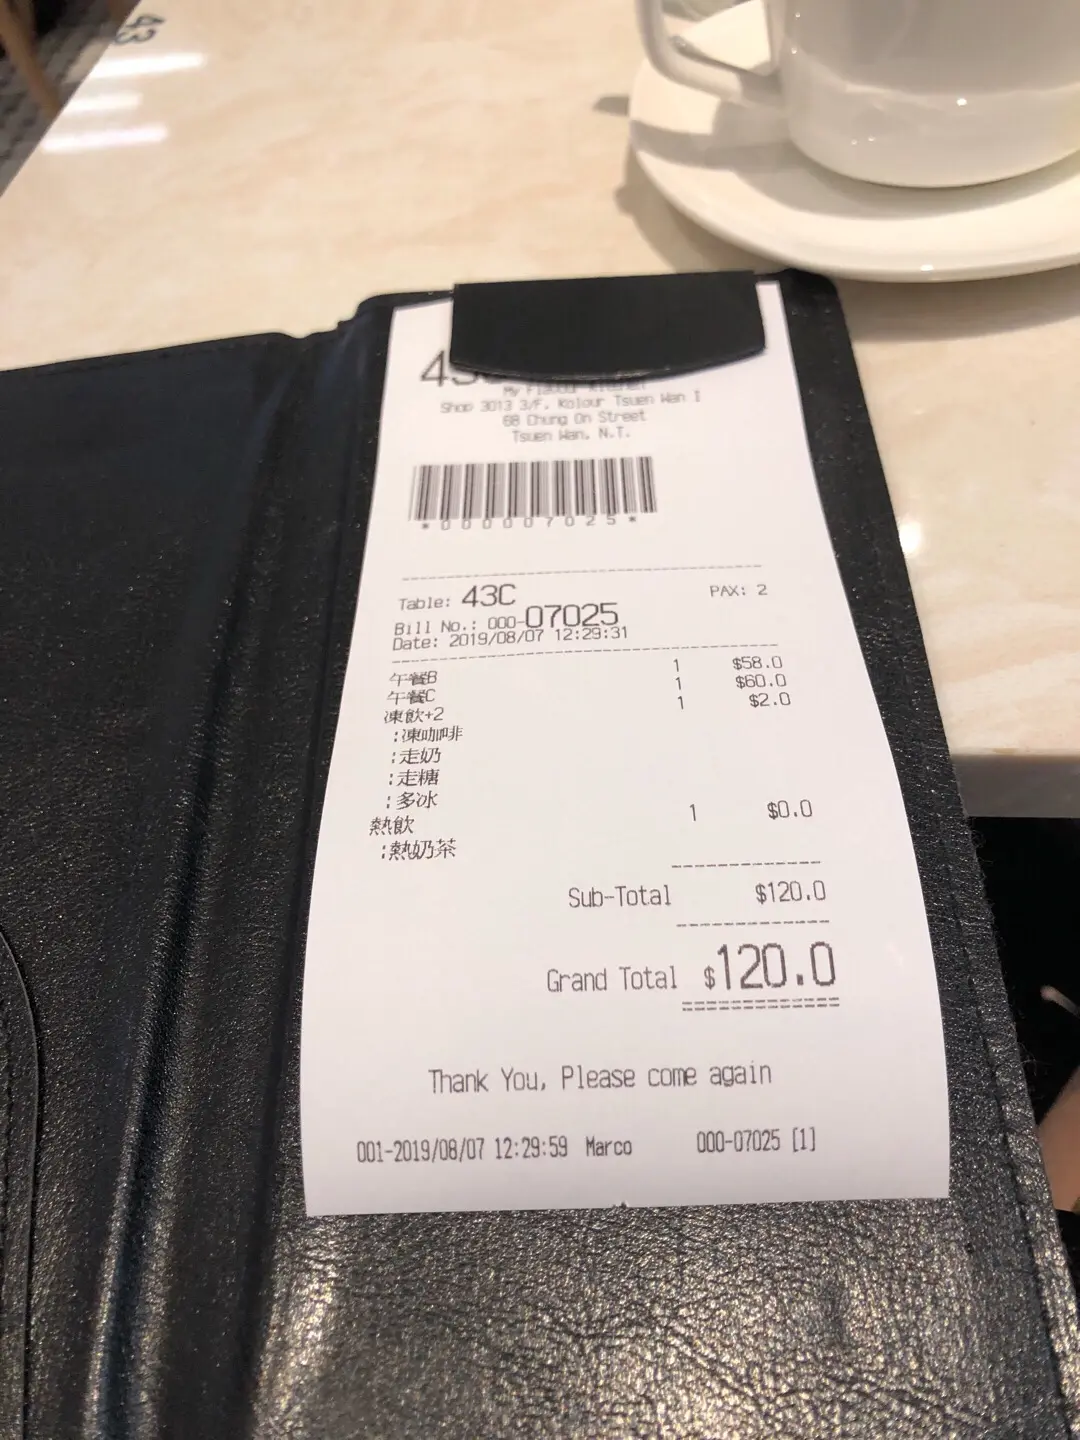 43
My Flavour Kitchen
Shop 3013 3/F, Kolour Tsuen Wan I
68 Chung On Street
Tsuen Wan, N.T.
*000007025*
Table: 43C PAX: 2
Bill No.: 000-07025
Date: 2019/08/07 12:29:31
午餐B 1 $58.0
午餐C 1 $60.0
凍飲+2 1 $2.0
:凍咖啡
:走奶
:走糖
:多冰
熱飲 1 $0.0
:熱奶茶
Sub-Total $120.0
Grand Total $120.0
Thank You, Please come again
001-2019/08/07 12:29:59 Marco 000-07025 [1]